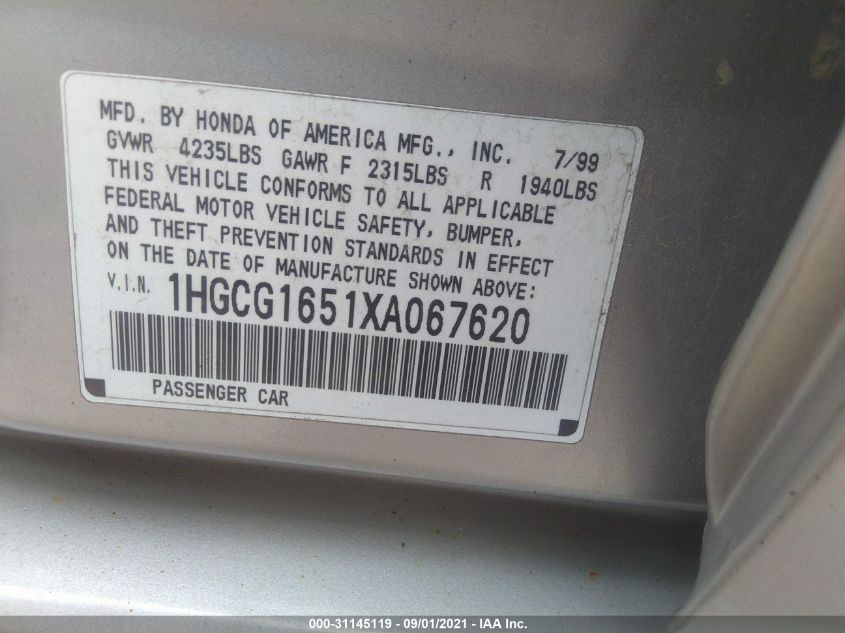 MFD. BY HONDA OF AMERICA MFG., INC. 7/99
GVWR 4235LBS GAWR F 2315LBS R 1940LBS
THIS VEHICLE CONFORMS TO ALL APPLICABLE
FEDERAL MOTOR VEHICLE SAFETY, BUMPER,
AND THEFT PREVENTION STANDARDS IN EFFECT
ON THE DATE OF MANUFACTURE SHOWN ABOVE:
V.I.N. 1HGCG1651XA067620
PASSENGER CAR
000-31145119 - 09/01/2021 - IAA Inc.